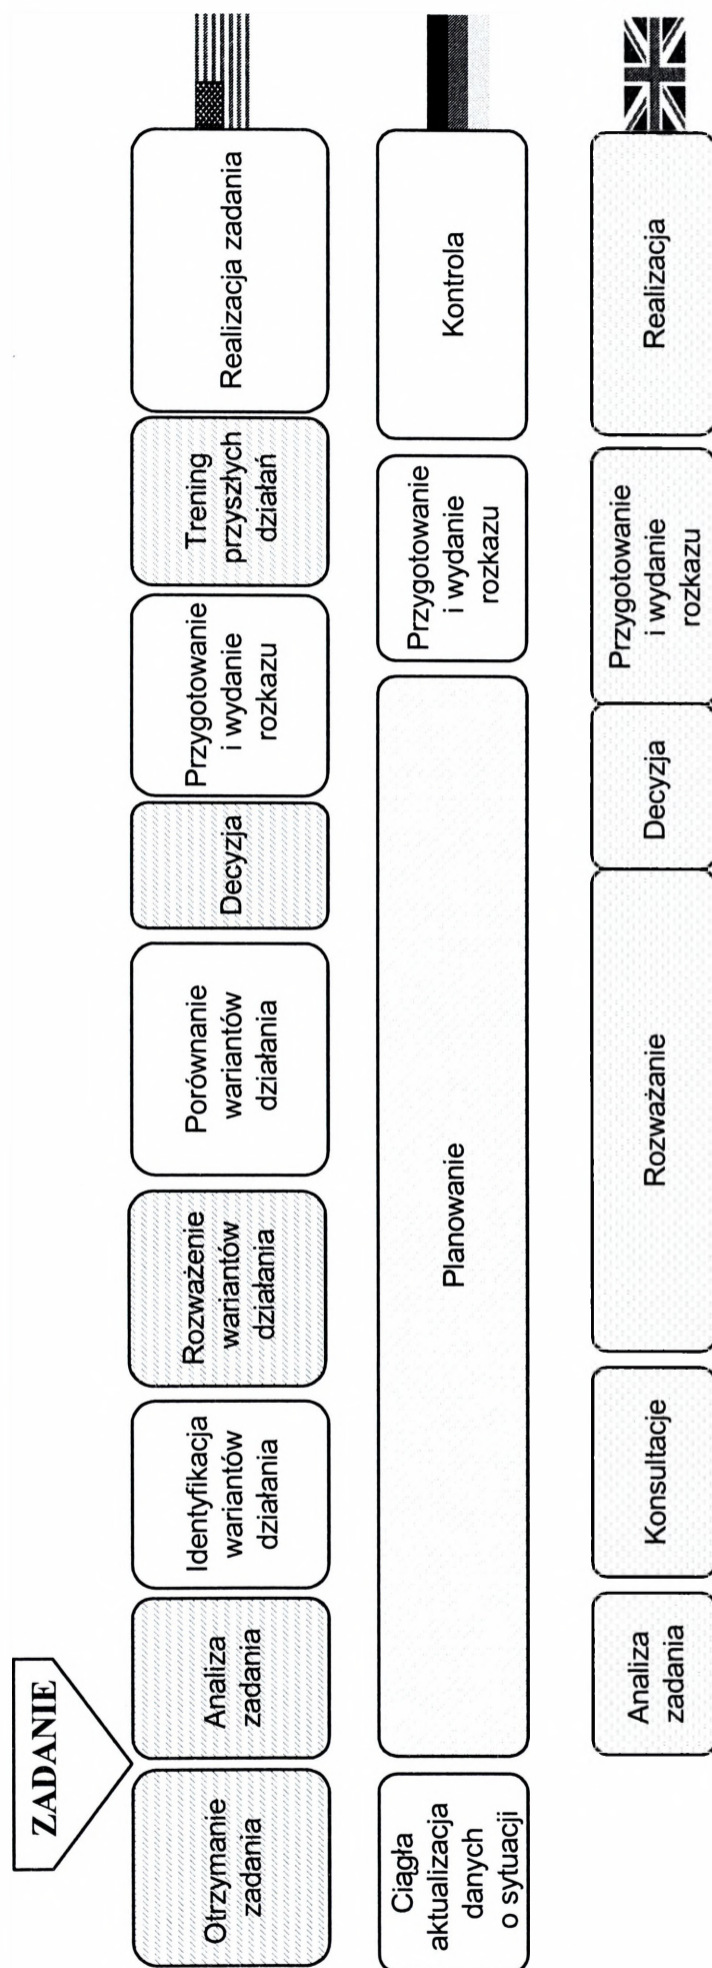 ZADANIE
Otrzymanie
zadania
Analiza
zadania
Identyfikacja
wariantów
działania
Rozważenie
wariantów
działania
Porównanie
wariantów
działania
Decyzja
Przygotowanie
i wydanie
rozkazu
Trening
przyszłych
działań
Realizacja zadania
Ciągła
aktualizacja
danych
o sytuacji
Planowanie
Przygotowanie
i wydanie
rozkazu
Kontrola
Analiza
zadania
Konsultacje
Rozważanie
Decyzja
Przygotowanie
i wydanie
rozkazu
Realizacja